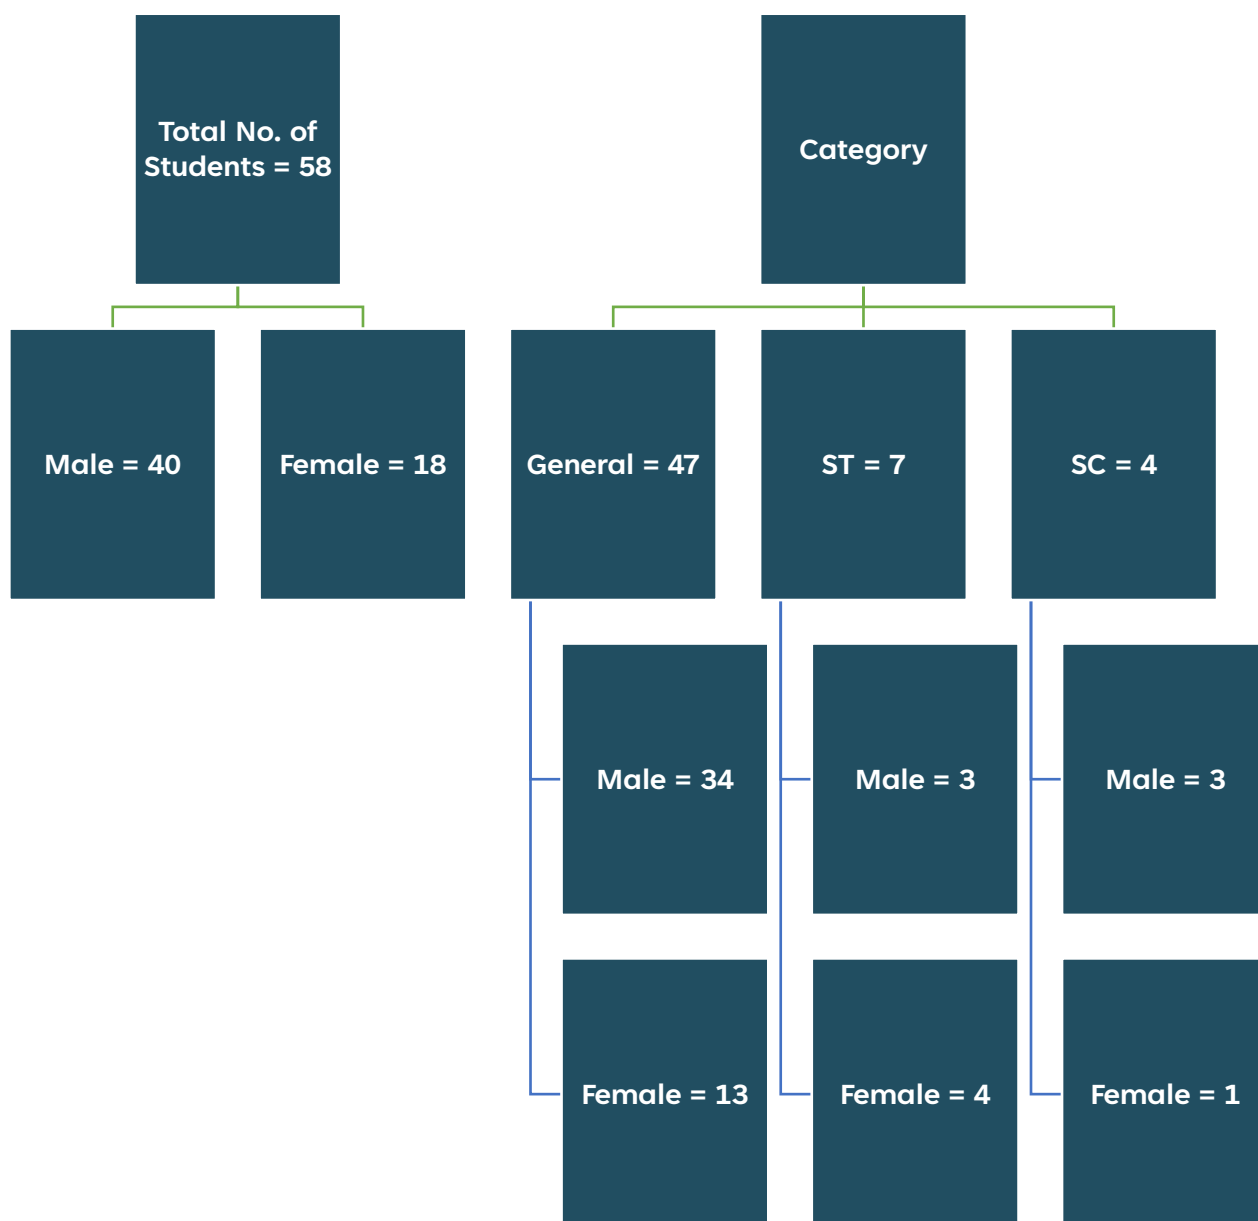 Total No. of
Students = 58
Category
Male = 40
Female = 18
General = 47
ST = 7
SC = 4
Male = 34
Male = 3
Male = 3
Female = 13
Female = 4
Female = 1